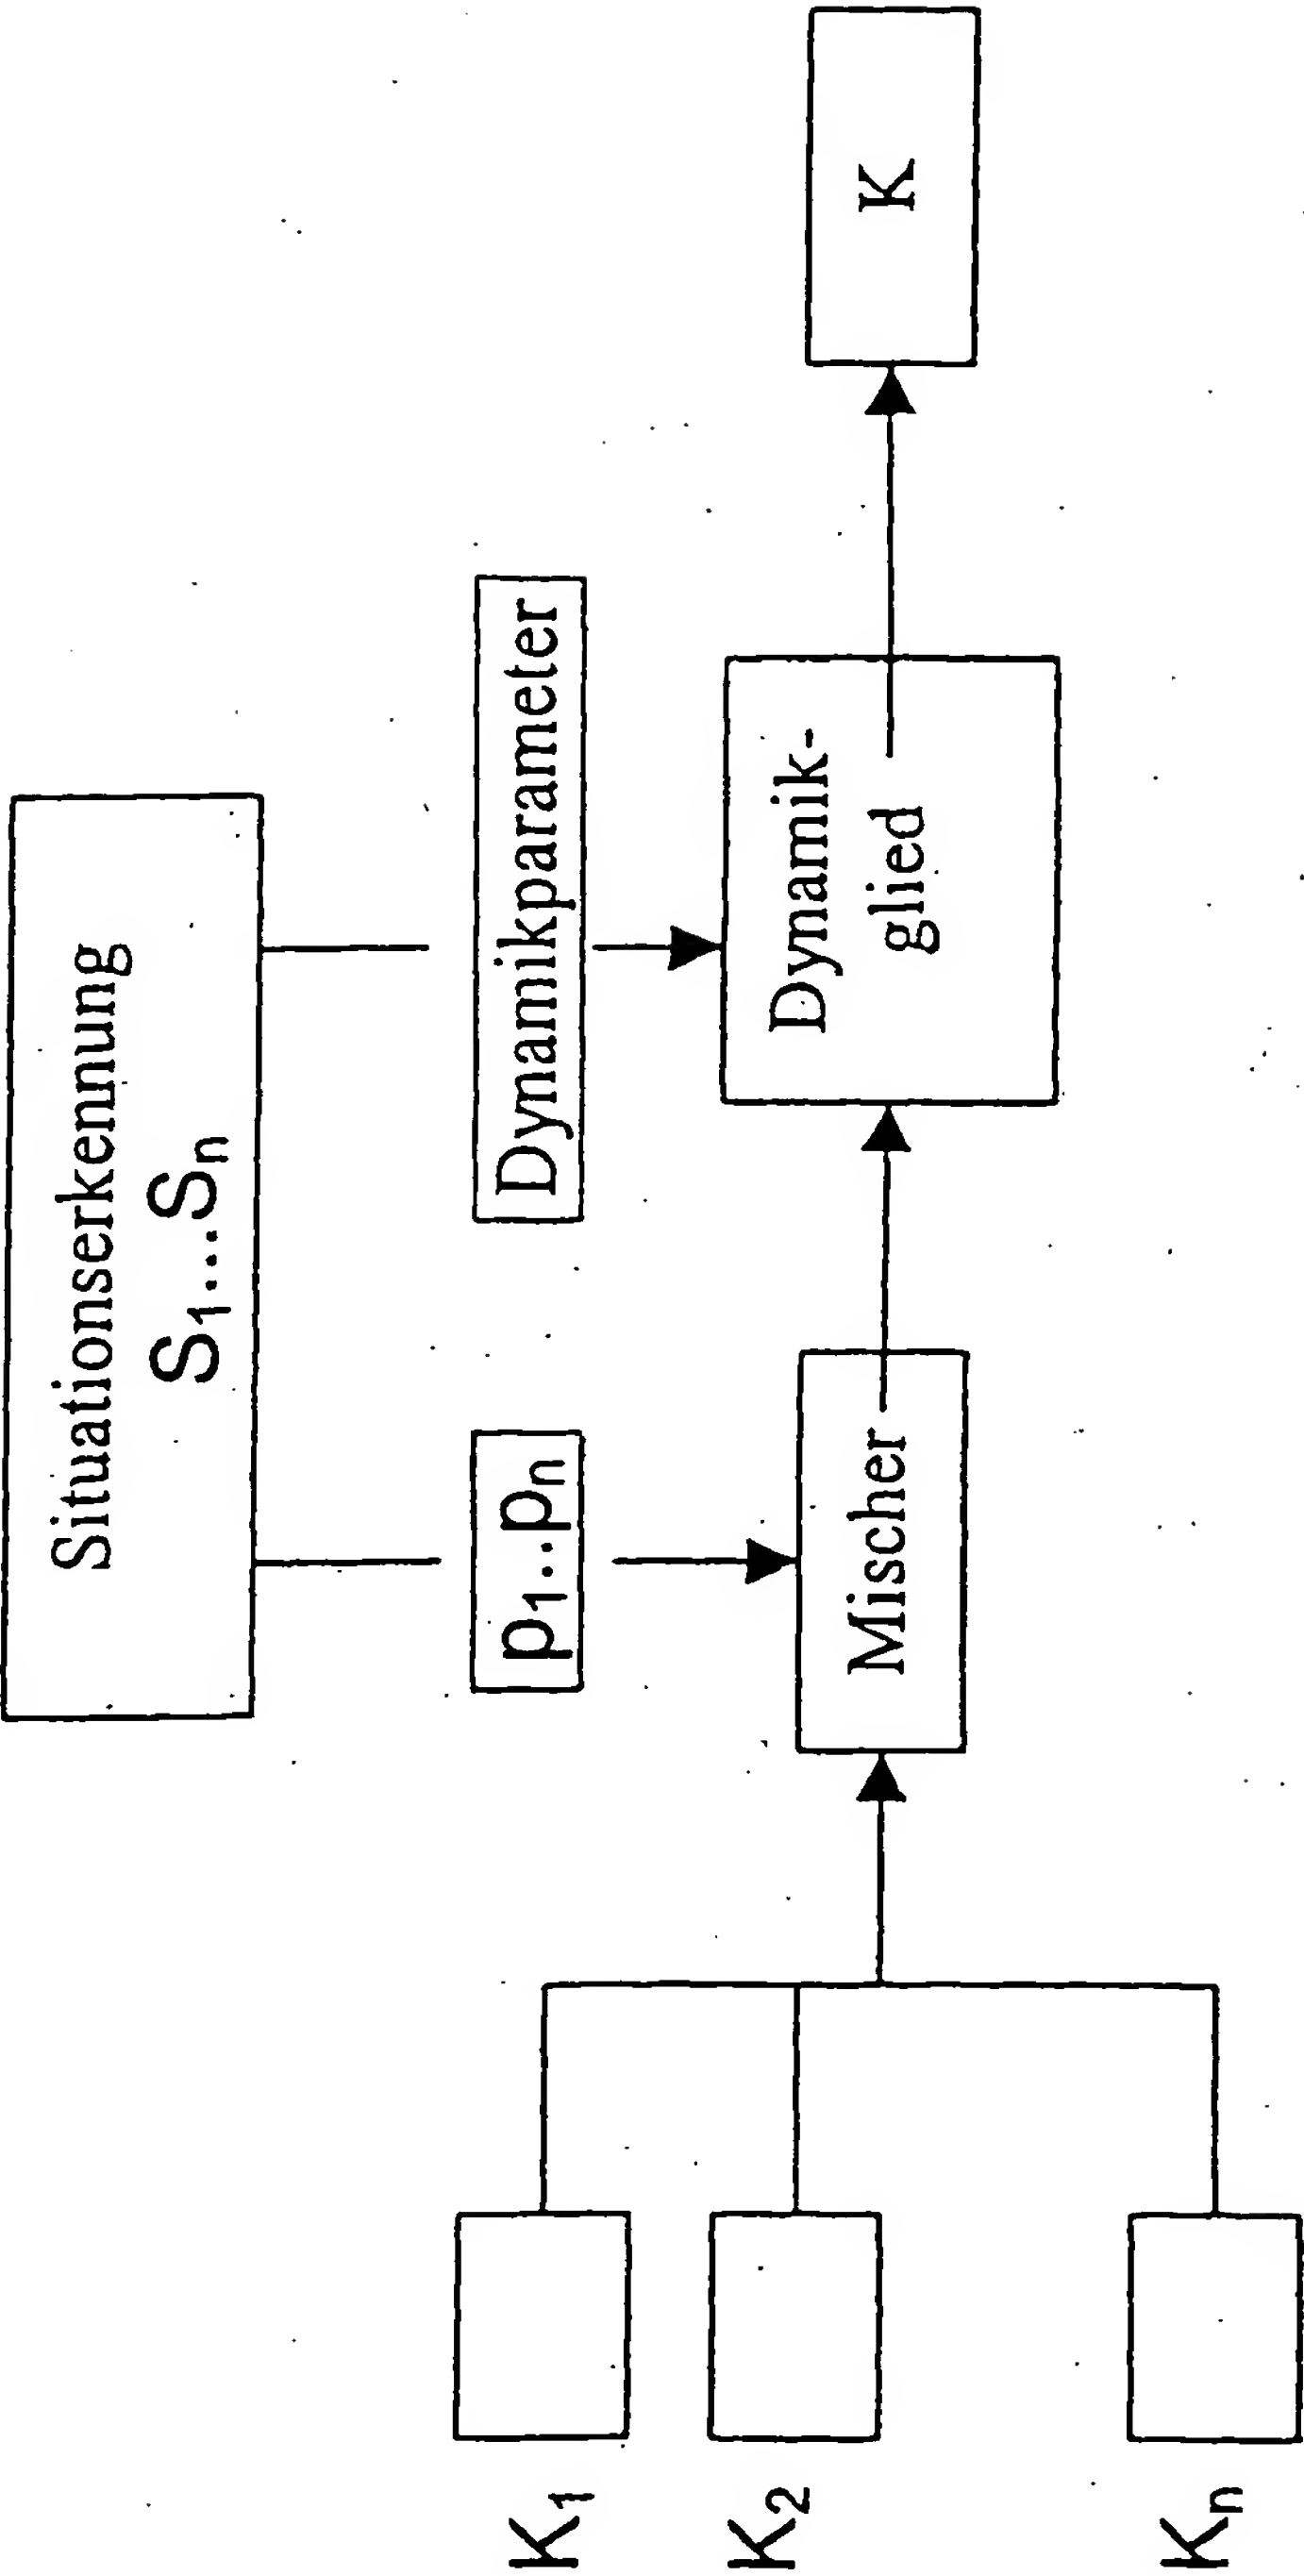 Situationserkennung
S₁...Sₙ
p₁..pₙ
Dynamikparameter
K₁
K₂
Kₙ
Mischer
Dynamik-
glied
K